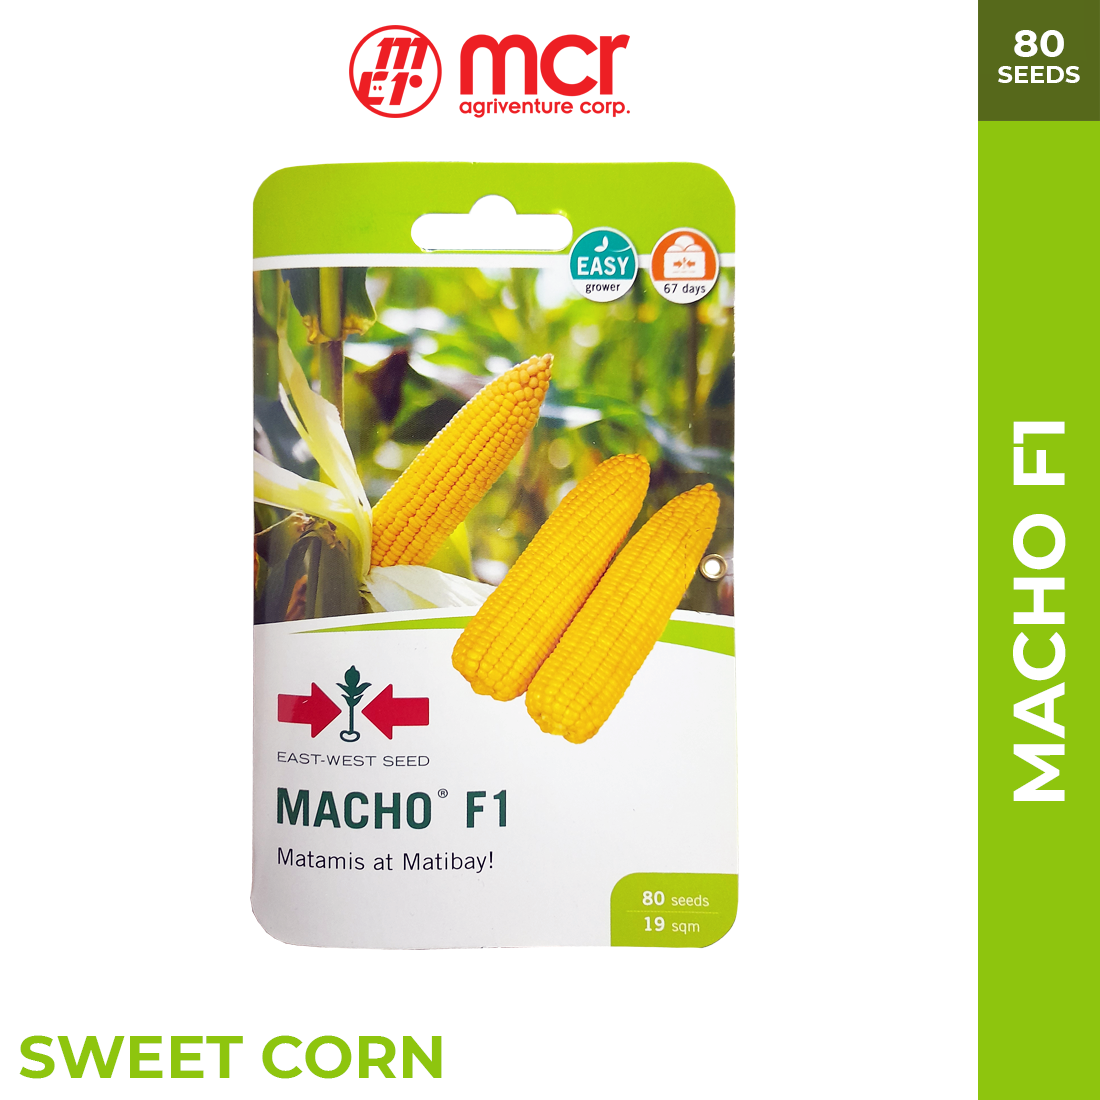 mcr
mcr
agriventure corp.
80
SEEDS
EASY
grower
67 days
EAST-WEST SEED
MACHO® F1
Matamis at Matibay!
80 seeds
19 sqm
MACHO F1
SWEET CORN